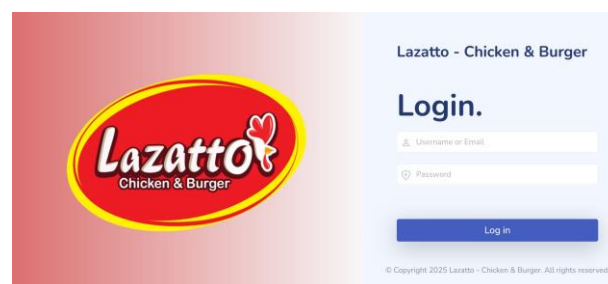 Lazatto
Chicken & Burger
Lazatto - Chicken & Burger
Login.
Username or Email
Password
Log in
© Copyright 2025 Lazatto - Chicken & Burger. All rights reserved